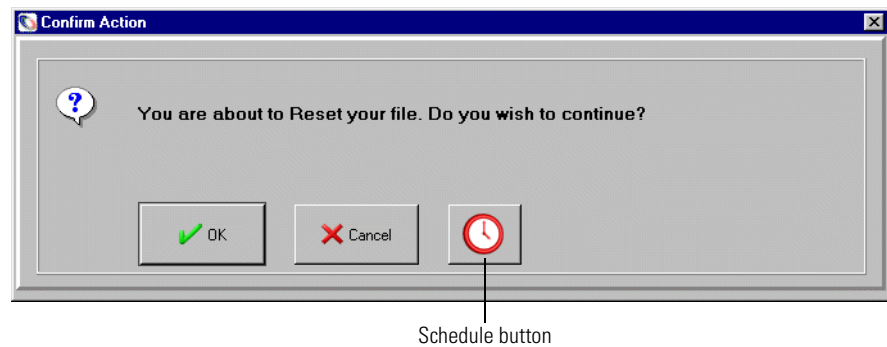 Confirm Action
You are about to Reset your file. Do you wish to continue?
OK
Cancel
Schedule button